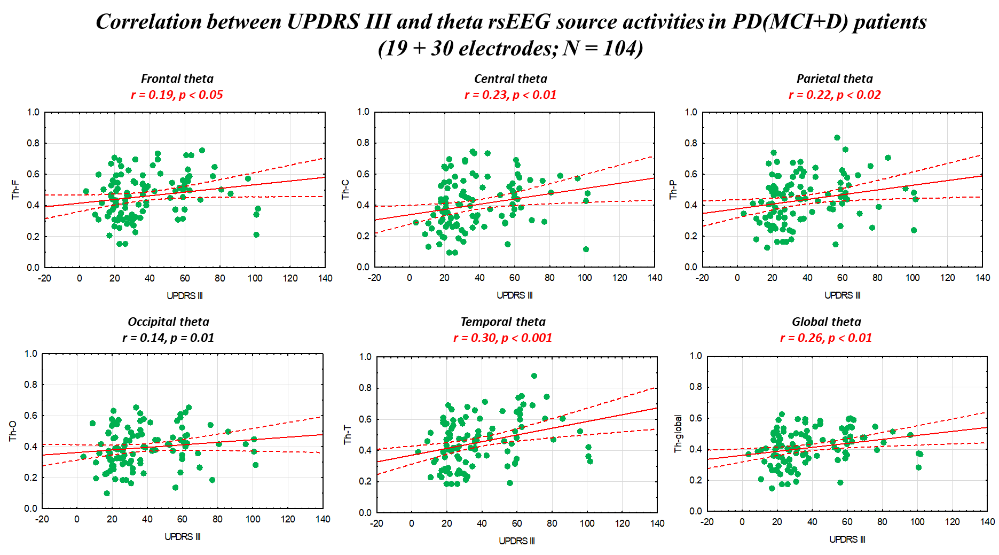 Correlation between UPDRS III and theta rsEEG source activities in PD(MCI+D) patients
(19 + 30 electrodes; N = 104)
Frontal theta
r = 0.19, p < 0.05
Th-F
1.0
0.8
0.6
0.4
0.2
0.0
-20 0 20 40 60 80 100 120 140
UPDRS III
Central theta
r = 0.23, p < 0.01
Th-C
1.0
0.8
0.6
0.4
0.2
0.0
-20 0 20 40 60 80 100 120 140
UPDRS III
Parietal theta
r = 0.22, p < 0.02
Th-P
1.0
0.8
0.6
0.4
0.2
0.0
-20 0 20 40 60 80 100 120 140
UPDRS III
Occipital theta
r = 0.14, p = 0.01
Th-O
1.0
0.8
0.6
0.4
0.2
0.0
-20 0 20 40 60 80 100 120 140
UPDRS III
Temporal theta
r = 0.30, p < 0.001
Th-T
1.0
0.8
0.6
0.4
0.2
0.0
-20 0 20 40 60 80 100 120 140
UPDRS III
Global theta
r = 0.26, p < 0.01
Th-global
1.0
0.8
0.6
0.4
0.2
0.0
-20 0 20 40 60 80 100 120 140
UPDRS III